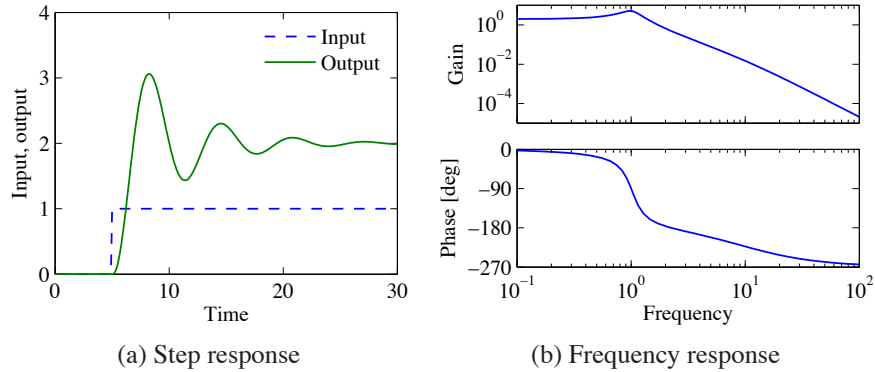 4
3
2
1
0
Input, output
Input
Output
0
10
20
30
Time
(a) Step response
10^0
10^-2
10^-4
Gain
0
-90
-180
-270
Phase [deg]
10^-1
10^0
10^1
10^2
Frequency
(b) Frequency response